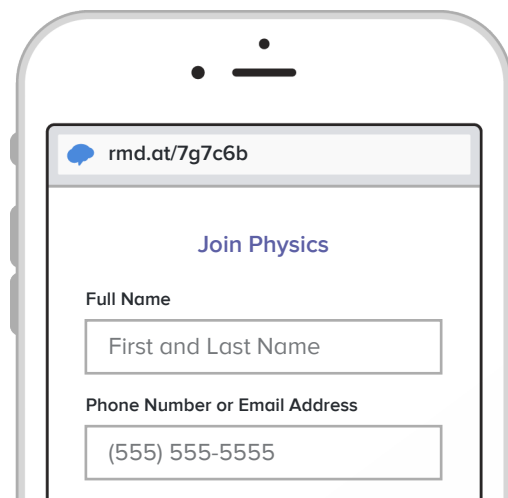 rmd.at/7g7c6b
Join Physics
Full Name
First and Last Name
Phone Number or Email Address
(555) 555-5555